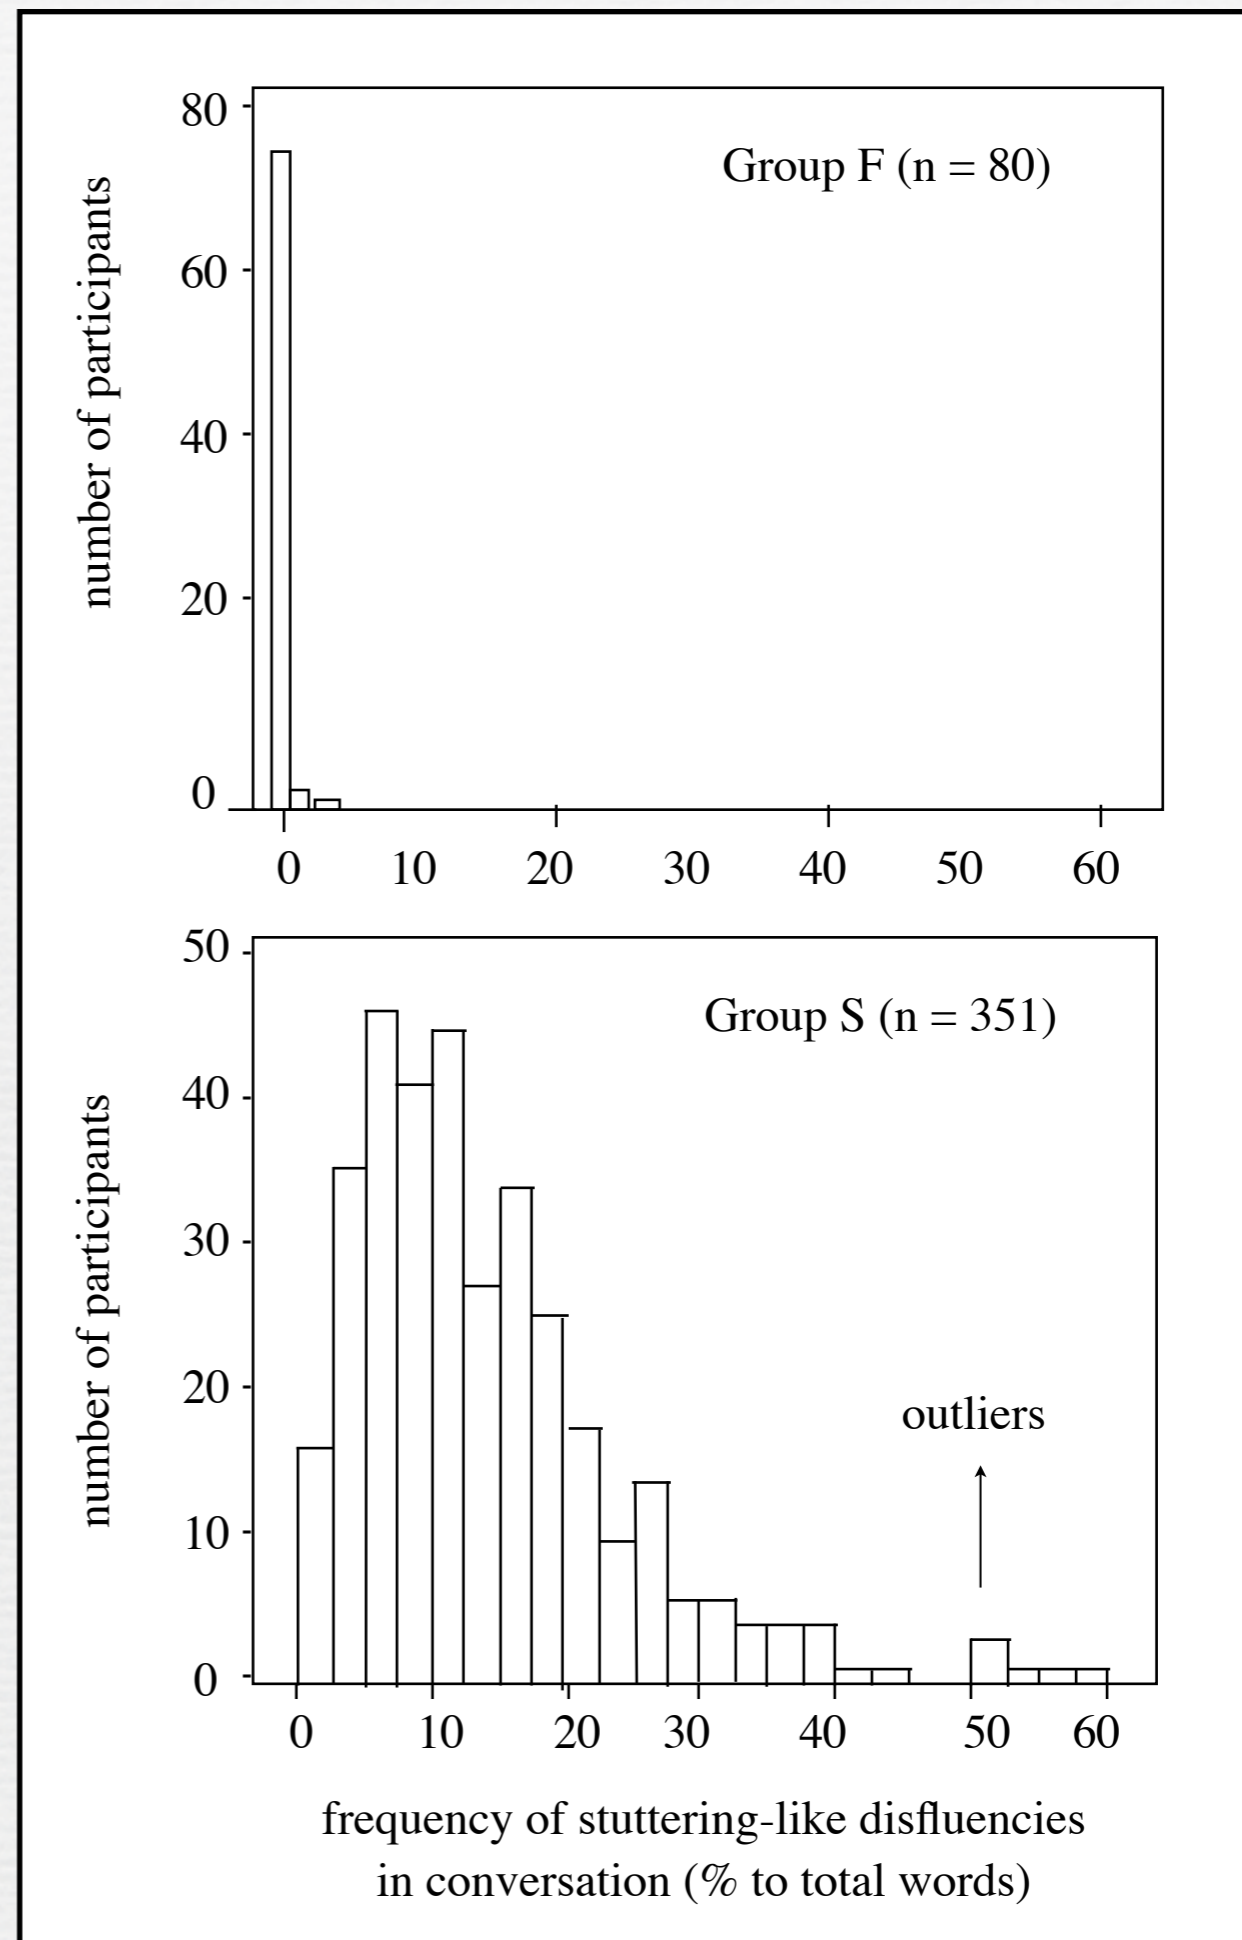 number of participants
80
60
40
20
0
Group F (n = 80)
0 10 20 30 40 50 60
number of participants
50
40
30
20
10
0
Group S (n = 351)
outliers
0 10 20 30 40 50 60
frequency of stuttering-like disfluencies
in conversation (% to total words)